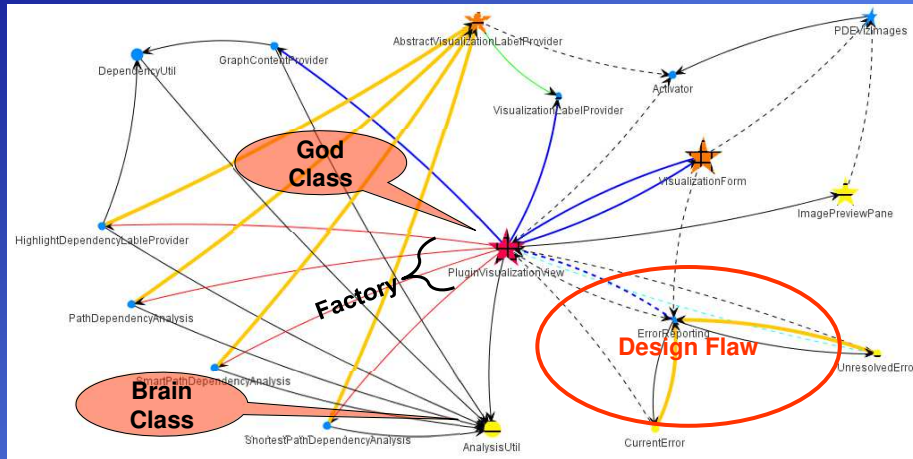 AbstractVisualizationLabelProvider
PDEVizImages
GraphContentProvider
DependencyUtil
Activator
VisualizationLabelProvider
God
Class
VisualizationForm
ImagePreviewPane
HighlightDependencyLableProvider
PluginVisualizationView
Factory
PathDependencyAnalysis
ErrorReporting
Design Flaw
UnresolvedError
SmartPathDependencyAnalysis
Brain
Class
ShortestPathDependencyAnalysis
AnalysisUtil
CurrentError